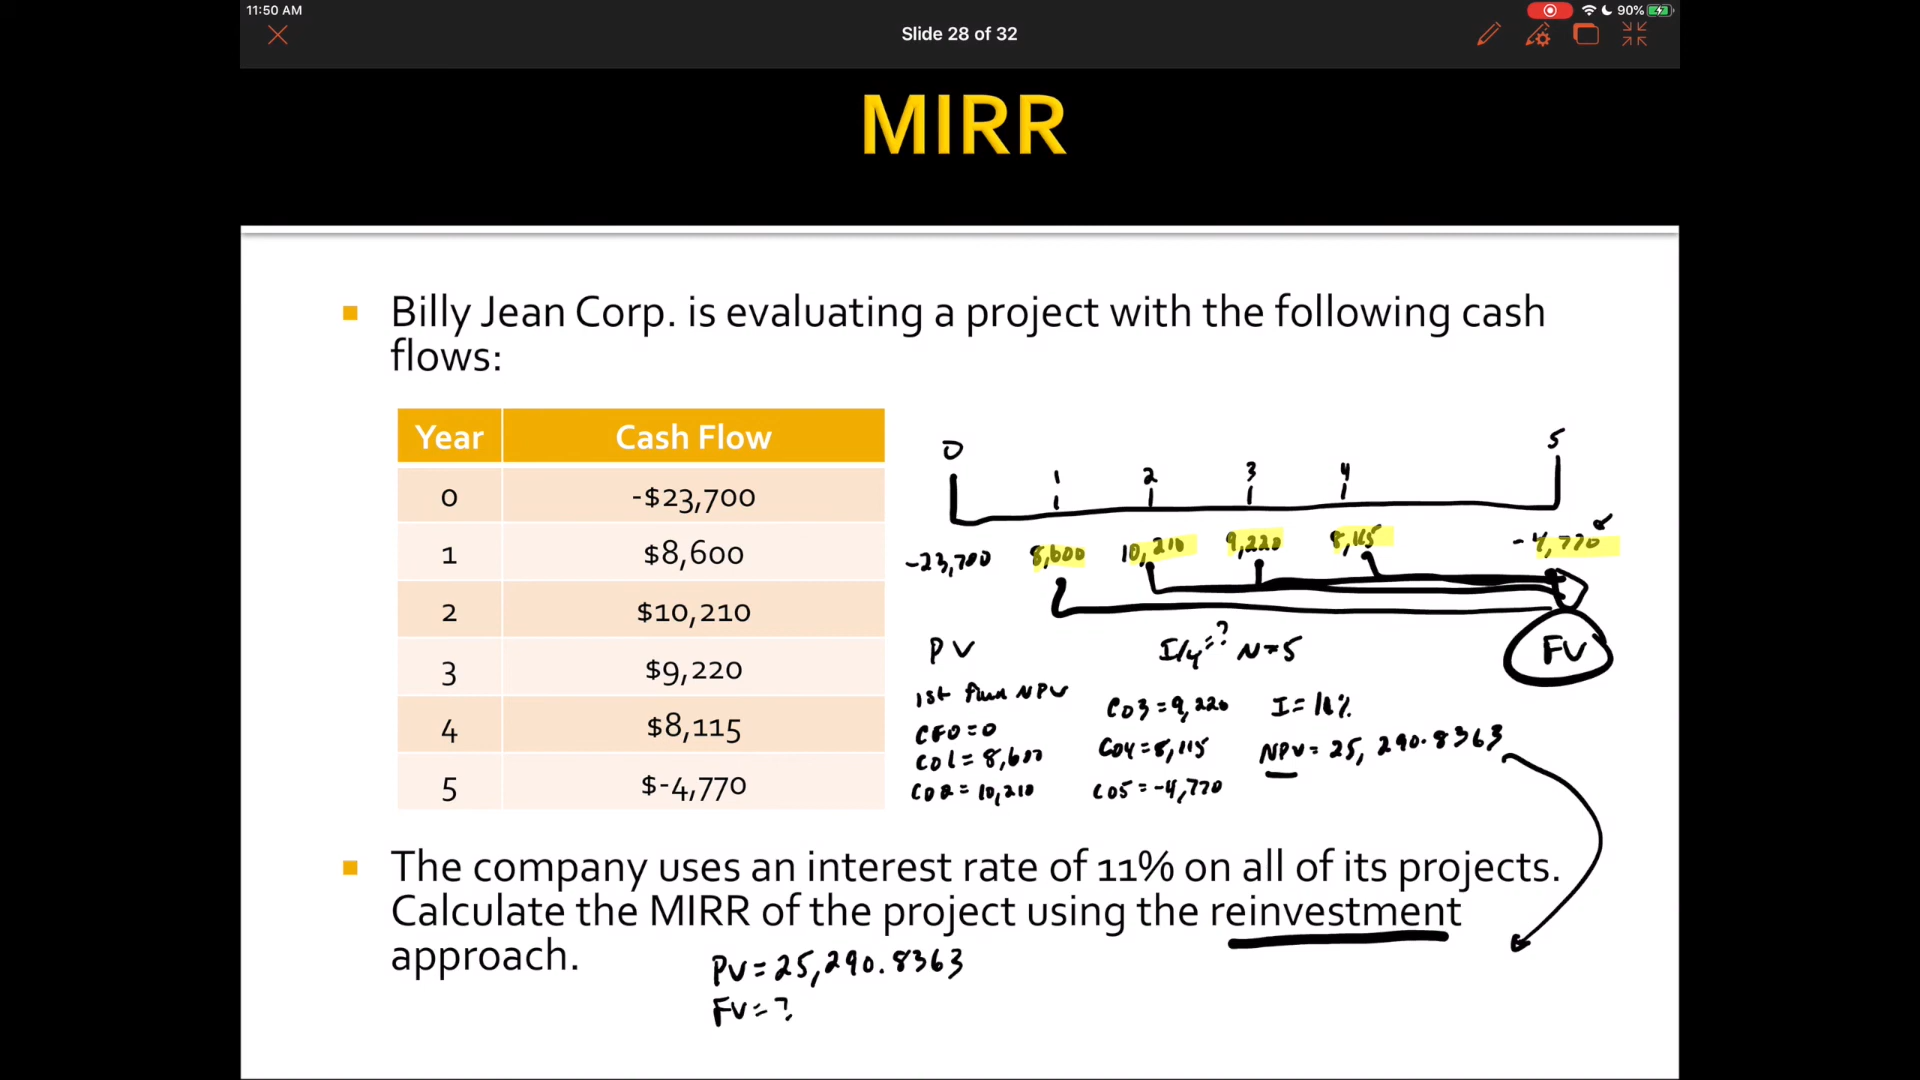 11:50 AM
Slide 28 of 32
90%
MIRR
Billy Jean Corp. is evaluating a project with the following cash
flows:
Year Cash Flow
0 -$23,700
1 $8,600
2 $10,210
3 $9,220
4 $8,115
5 $-4,770
0 1 2 3 4 5
-23,700 8,600 10,210 9,220 8,115 -4,770
PV I/y=? N=5 FV
1st find NPV
CF0=0
C01=8,600
C02=10,210
C03=9,220
C04=8,115
C05=-4,770
I=11%
NPV=25,290.8363
The company uses an interest rate of 11% on all of its projects.
Calculate the MIRR of the project using the reinvestment
approach.
PV=25,290.8363
FV=?